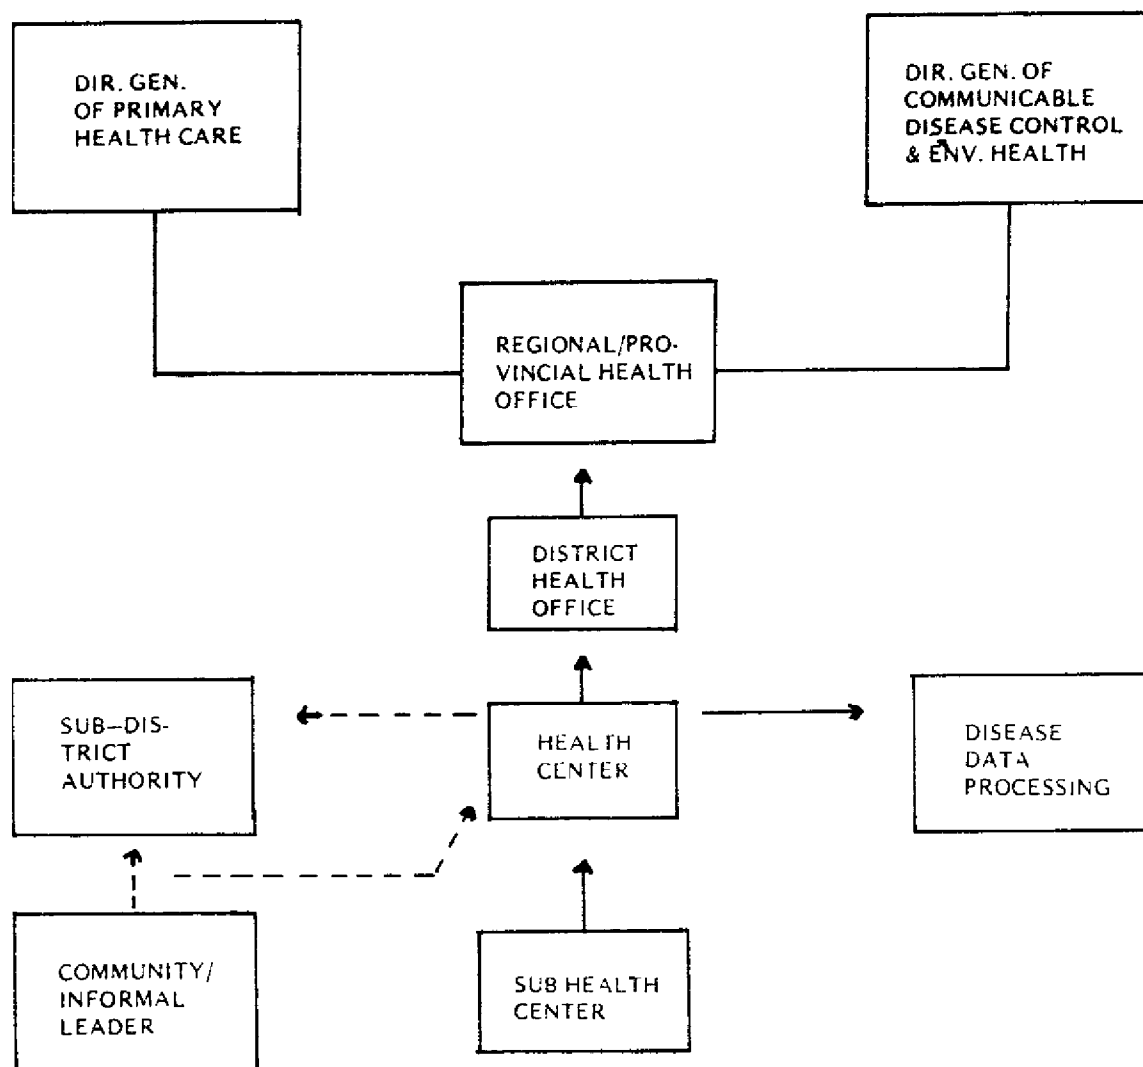 DIR. GEN.
OF PRIMARY
HEALTH CARE
DIR. GEN. OF
COMMUNICABLE
DISEASE CONTROL
& ENV. HEALTH
REGIONAL/PRO-
VINCIAL HEALTH
OFFICE
DISTRICT
HEALTH
OFFICE
SUB–DIS-
TRICT
AUTHORITY
HEALTH
CENTER
DISEASE
DATA
PROCESSING
COMMUNITY/
INFORMAL
LEADER
SUB HEALTH
CENTER